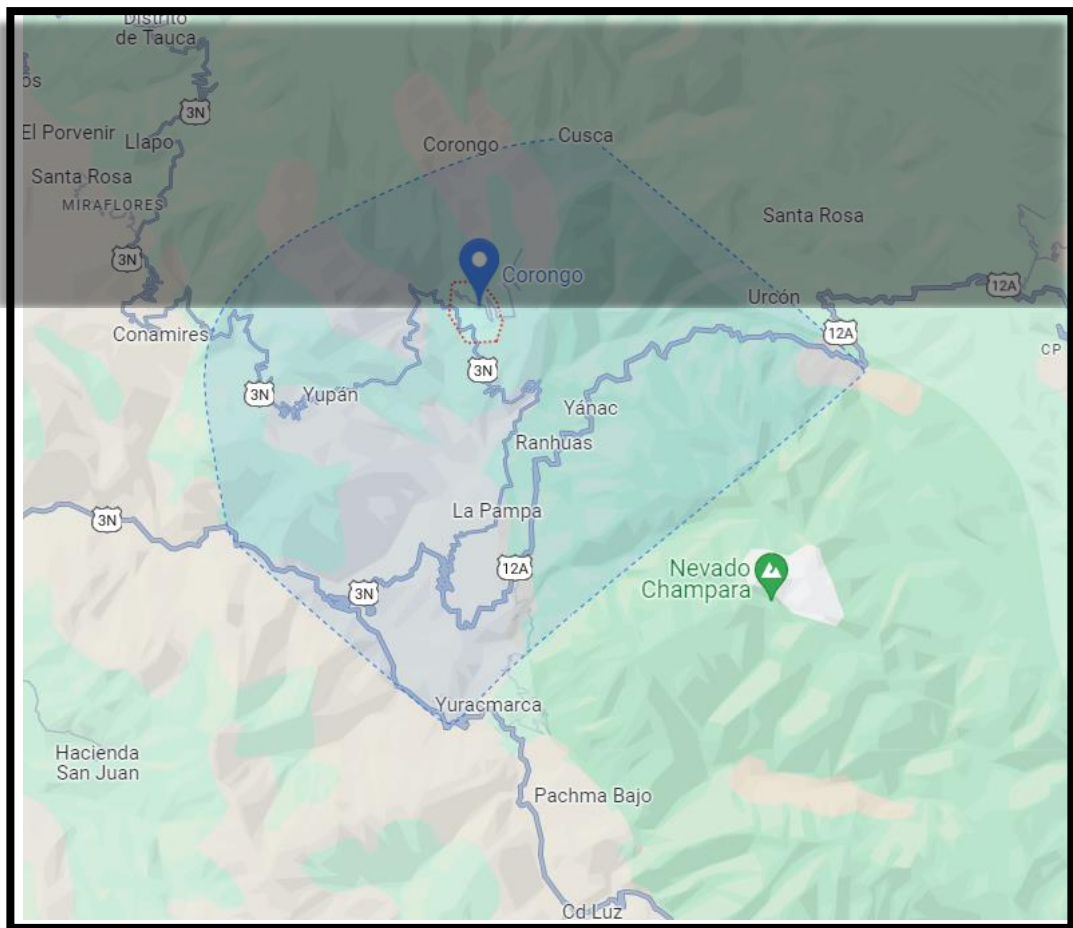 Distrito
de Tauca
os
3N
El Porvenir
Llapo
Corongo
Cusca
Santa Rosa
MIRAFLORES
Santa Rosa
3N
Corongo
12A
Urcón
Conamires
12A
CP
3N
3N
Yupán
Yánac
Ranhuas
La Pampa
3N
12A
Nevado
Champara
3N
Yuracmarca
Hacienda
San Juan
Pachma Bajo
Cd Luz